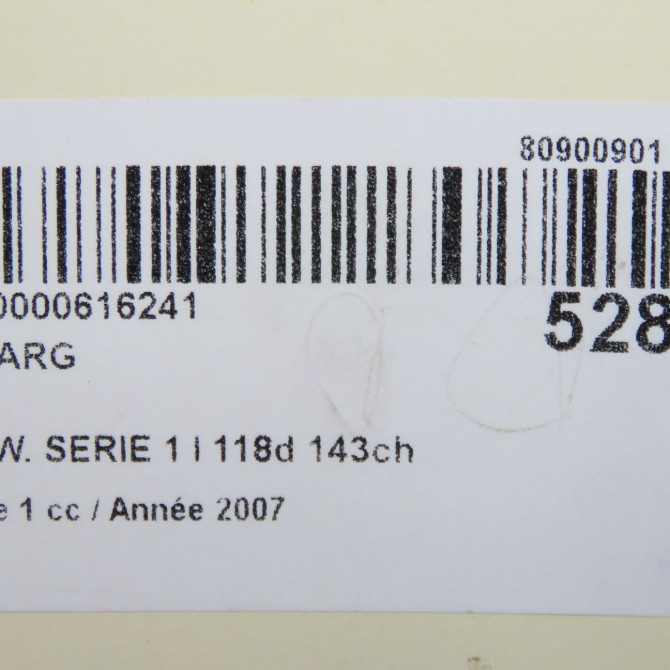 80900901
0000616241
528
ARG
W. SERIE 1 I 118d 143ch
e 1 cc / Année 2007